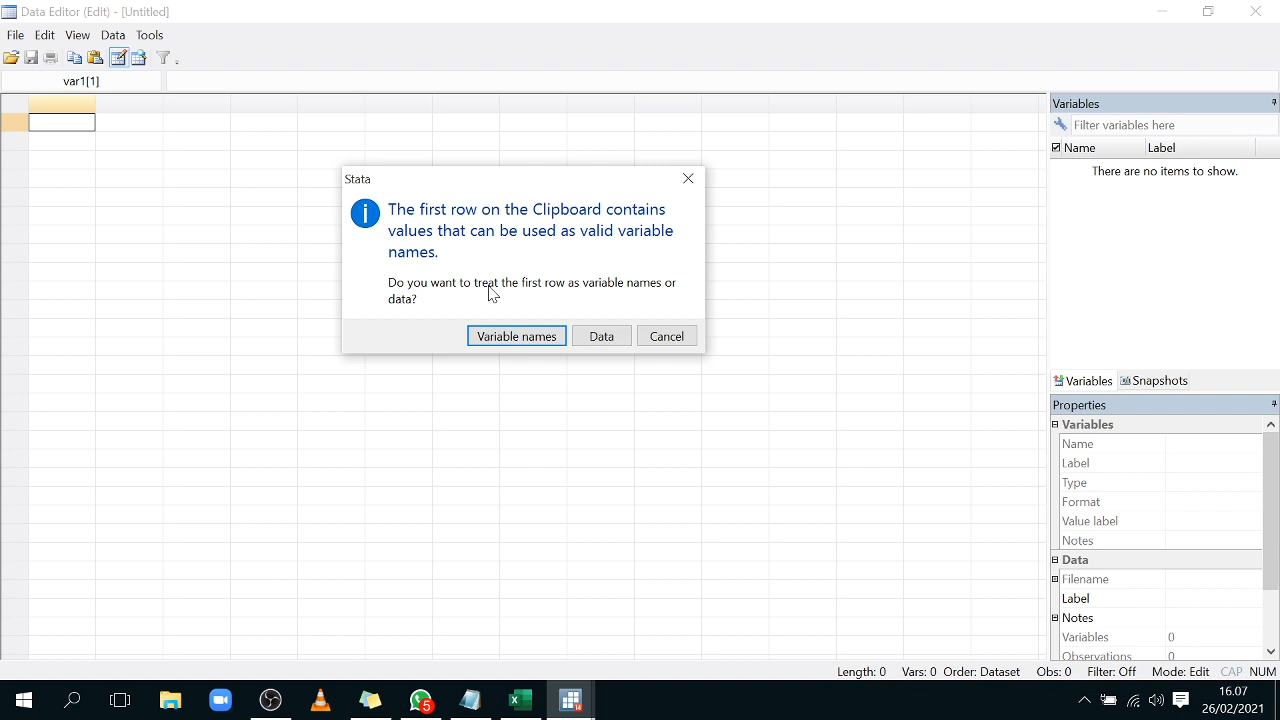 Data Editor (Edit) - [Untitled]
File Edit View Data Tools
var1[1]
Variables
Filter variables here
Name Label
There are no items to show.
Stata
The first row on the Clipboard contains
values that can be used as valid variable
names.
Do you want to treat the first row as variable names or
data?
Variable names Data Cancel
Variables Snapshots
Properties
Variables
Name
Label
Type
Format
Value label
Notes
Data
Filename
Label
Notes
Variables 0
Observations 0
Length: 0 Vars: 0 Order: Dataset Obs: 0 Filter: Off Mode: Edit CAP NUM
5
14
16.07
26/02/2021